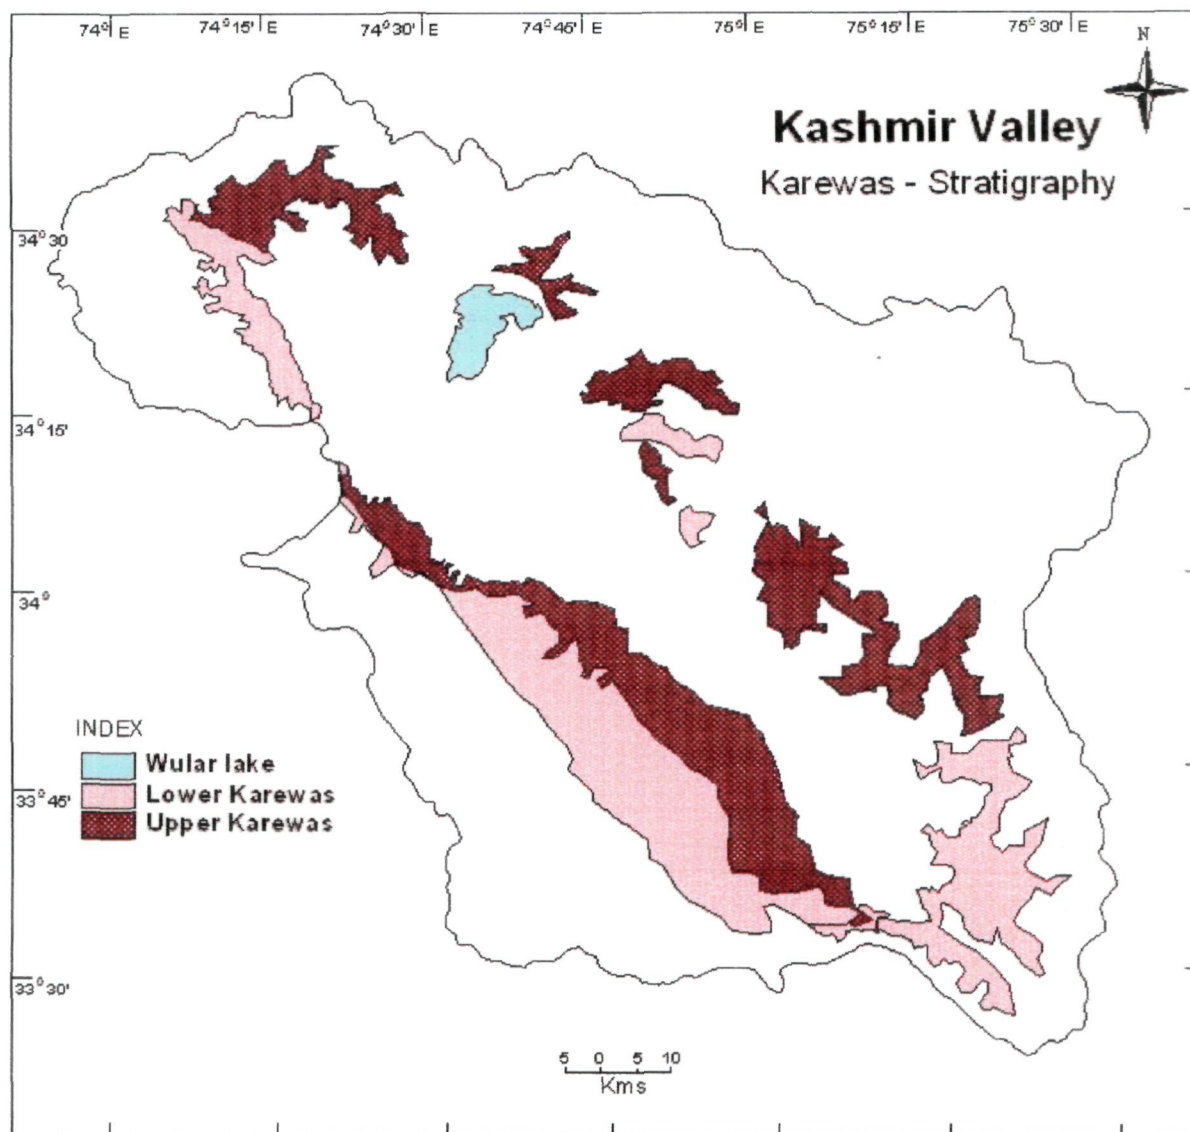 74° E
74° 15' E
74° 30' E
74° 45' E
75° E
75° 15' E
75° 30' E
N
Kashmir Valley
Karewas - Stratigraphy
34° 30
34° 15'
34°
33° 45'
33° 30'
INDEX
Wular lake
Lower Karewas
Upper Karewas
5 0 5 10
Kms